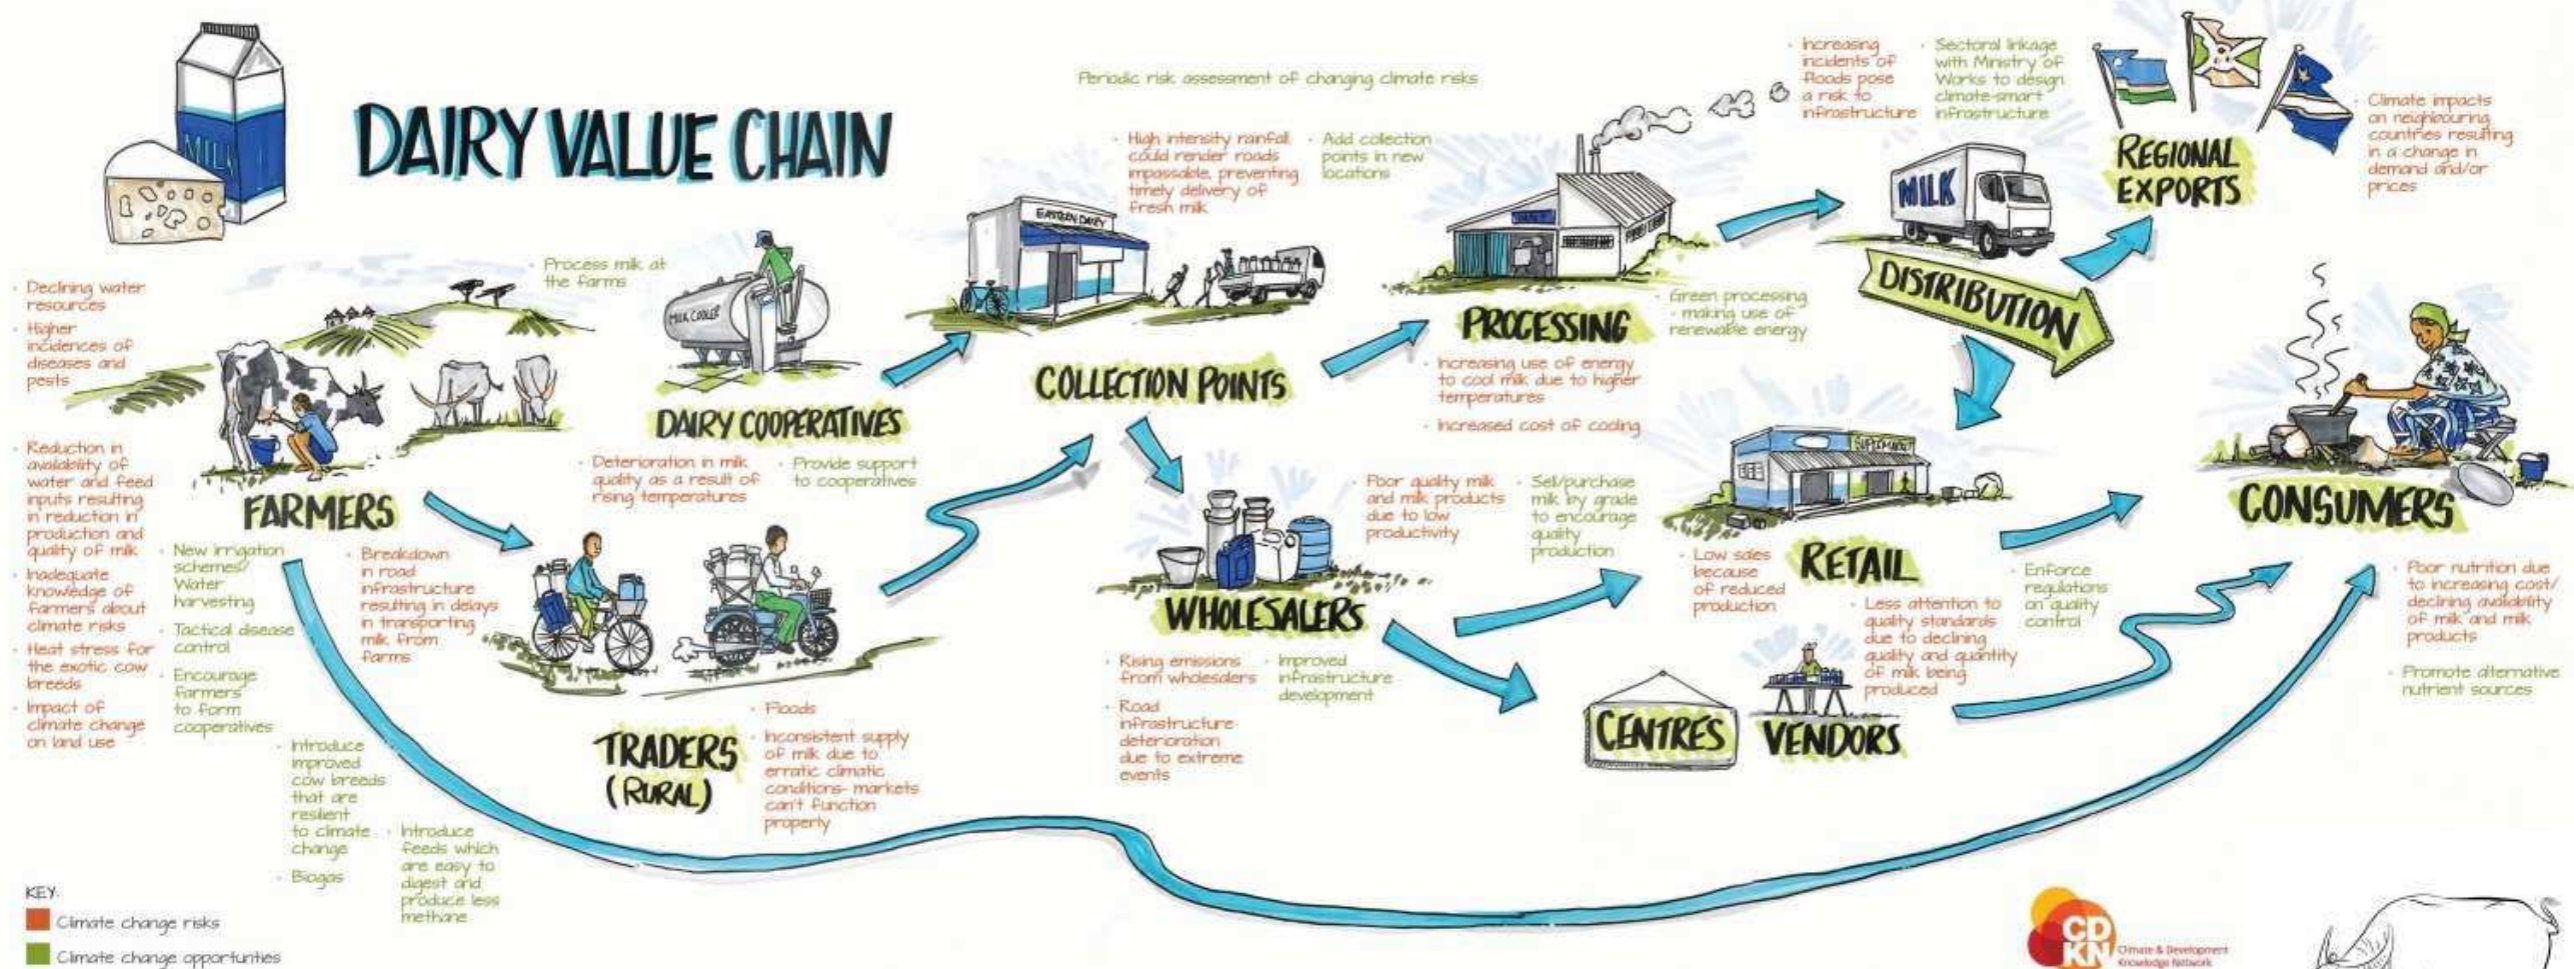 MILK
DAIRY VALUE CHAIN
Periodic risk assessment of changing climate risks
• Declining water
resources
• Higher
incidences of
diseases and
pests
• Reduction in
availability of
water and feed
inputs resulting
in reduction in
production and
quality of milk
• Inadequate
knowledge of
farmers about
climate risks
• Heat stress for
the exotic cow
breeds
• Impact of
climate change
on land use
FARMERS
• New irrigation
schemes/
Water
harvesting
• Tactical disease
control
• Encourage
farmers
to form
cooperatives
• Introduce
improved
cow breeds
that are
resilient
to climate
change
• Biogas
• Introduce
feeds which
are easy to
digest and
produce less
methane
• Process milk at
the farms
• Breakdown
in road
infrastructure
resulting in delays
in transporting
milk from
farms
MILK COOLER
DAIRY COOPERATIVES
• Deterioration in milk
quality as a result of
rising temperatures
• Provide support
to cooperatives
TRADERS
(RURAL)
• Floods
• Inconsistent supply
of milk due to
erratic climatic
conditions- markets
can't function
properly
EASTERN DAIRY
COLLECTION POINTS
• High intensity rainfall
could render roads
impassable, preventing
timely delivery of
fresh milk
• Add collection
points in new
locations
PROCESSING
• Green processing
- making use of
renewable energy
• Increasing use of energy
to cool milk due to higher
temperatures
• Increased cost of cooling
WHOLESALERS
• Poor quality milk
and milk products
due to low
productivity
• Sell/purchase
milk by grade
to encourage
quality
production
• Rising emissions
from wholesalers
• Road
infrastructure
deterioration
due to extreme
events
• Improved
infrastructure
development
MILK
DISTRIBUTION
• Increasing
incidents of
floods pose
a risk to
infrastructure
• Sectoral linkage
with Ministry of
Works to design
climate-smart
infrastructure
REGIONAL
EXPORTS
• Climate impacts
on neighbouring
countries resulting
in a change in
demand and/or
prices
RETAIL
• Low sales
because
of reduced
production
• Less attention to
quality standards
due to declining
quality and quantity
of milk being
produced
• Enforce
regulations
on quality
control
CENTRES
VENDORS
CONSUMERS
• Poor nutrition due
to increasing cost/
declining availability
of milk and milk
products
• Promote alternative
nutrient sources
KEY:
Climate change risks
Climate change opportunties
CD
KN
Climate & Development
Knowledge Network